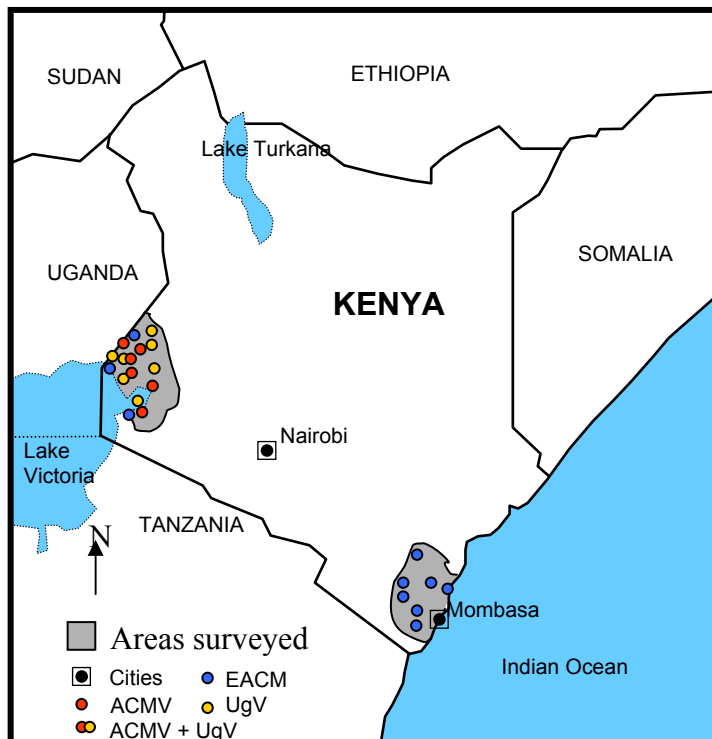 SUDAN
ETHIOPIA
Lake Turkana
SOMALIA
UGANDA
KENYA
Nairobi
Lake
Victoria
TANZANIA
N
Mombasa
Areas surveyed
Indian Ocean
Cities
EACM
ACMV
UgV
ACMV + UgV